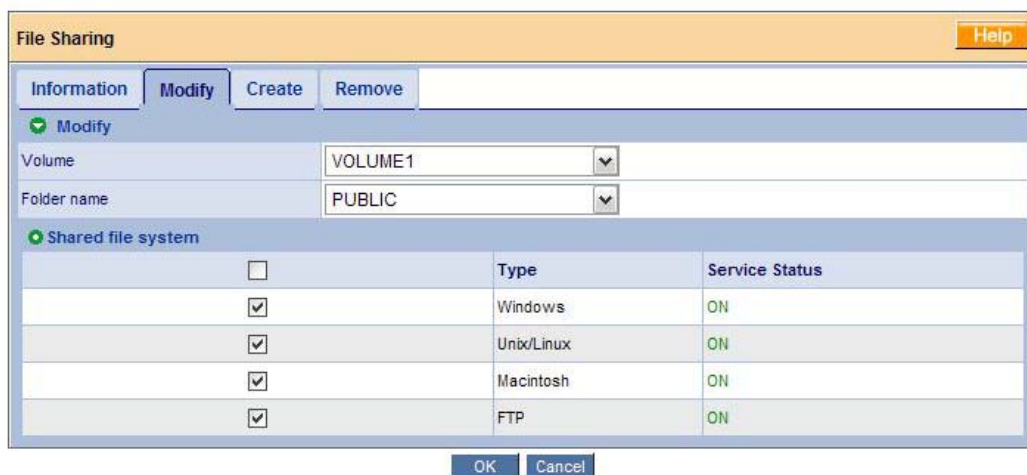 File Sharing
Help
Information Modify Create Remove
Modify
Volume VOLUME1
Folder name PUBLIC
Shared file system
Type Service Status
Windows ON
Unix/Linux ON
Macintosh ON
FTP ON
OK Cancel